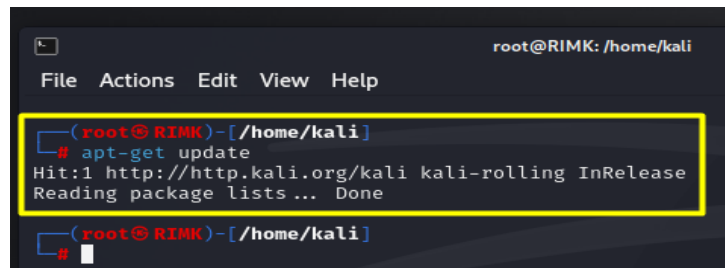 root@RIMK: /home/kali
File Actions Edit View Help
┌──(root㉿RIMK)-[/home/kali]
└─# apt-get update
Hit:1 http://http.kali.org/kali kali-rolling InRelease
Reading package lists... Done
┌──(root㉿RIMK)-[/home/kali]
└─#